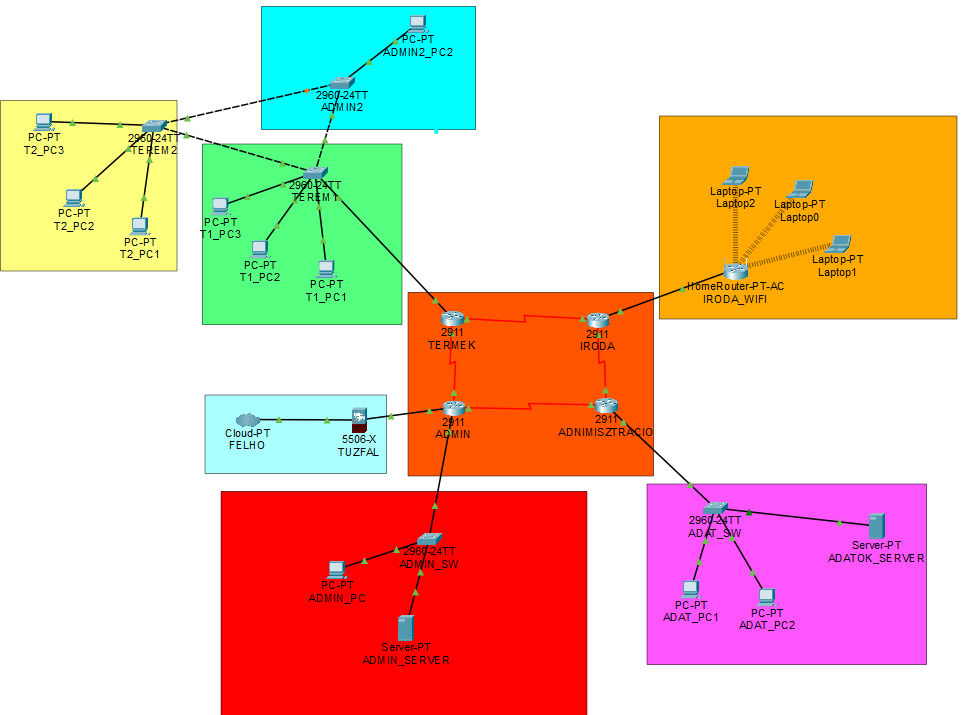 PC-PT
ADMIN2_PC2
2960-24TT
ADMIN2
PC-PT
T2_PC3
2960-24TT
TEREM2
PC-PT
T2_PC2
PC-PT
T2_PC1
2960-24TT
TEREM1
PC-PT
T1_PC3
PC-PT
T1_PC2
PC-PT
T1_PC1
Laptop-PT
Laptop2
Laptop-PT
Laptop0
Laptop-PT
Laptop1
HomeRouter-PT-AC
IRODA_WIFI
2911
TERMEK
2911
IRODA
2911
ADMIN
2911
ADNIMISZTRACIO
Cloud-PT
FELHO
5506-X
TUZFAL
2960-24TT
ADMIN_SW
PC-PT
ADMIN_PC
Server-PT
ADMIN_SERVER
2960-24TT
ADAT_SW
Server-PT
ADATOK_SERVER
PC-PT
ADAT_PC1
PC-PT
ADAT_PC2